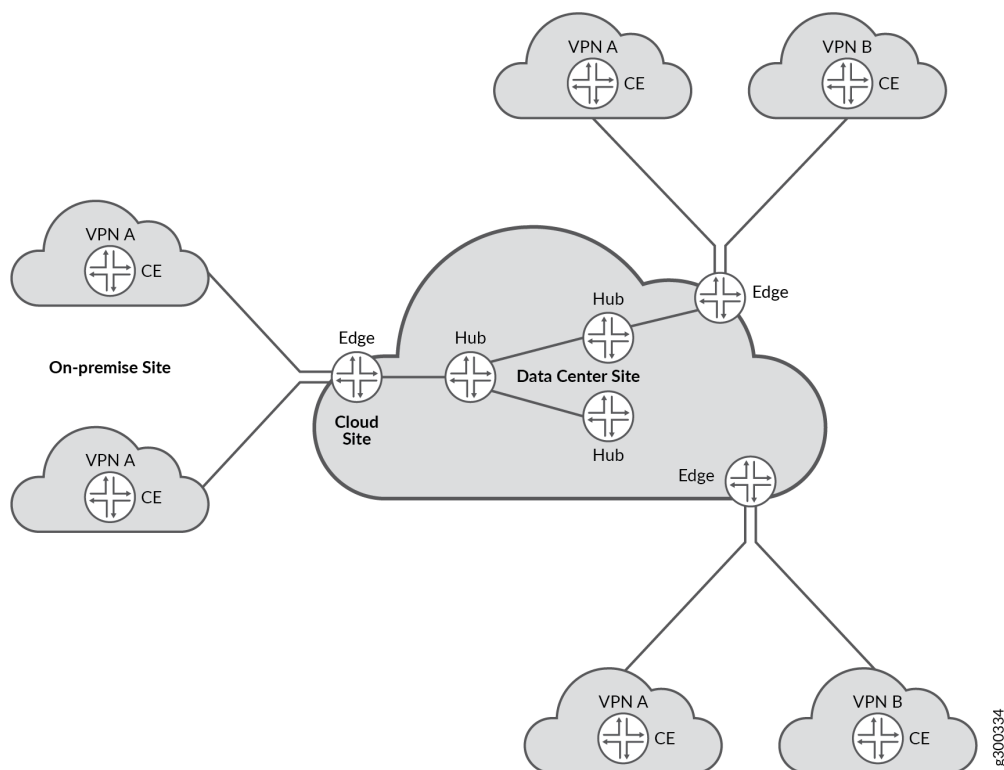 VPN A
CE
VPN B
CE
VPN A
CE
On-premise Site
VPN A
CE
Edge
Cloud
Site
Hub
Hub
Data Center Site
Hub
Edge
Edge
VPN A
CE
VPN B
CE
g300334